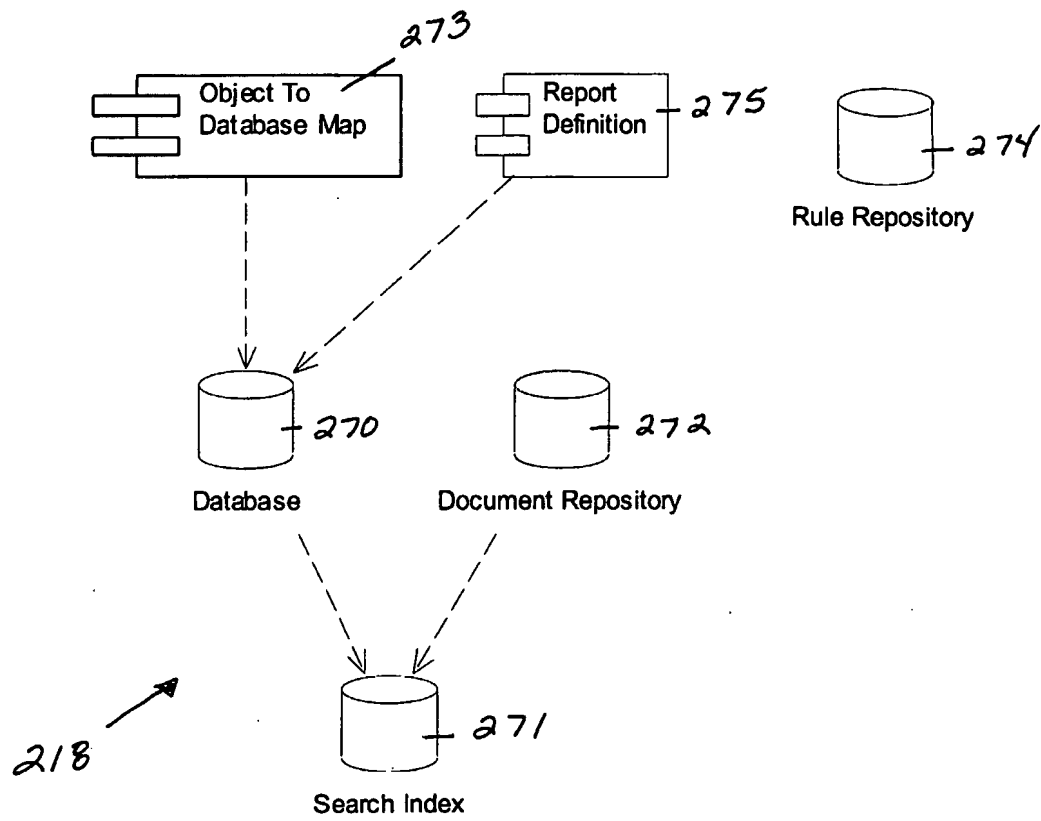 273
Object To
Database Map
Report
Definition
275
274
Rule Repository
270
272
Database
Document Repository
271
218
Search Index